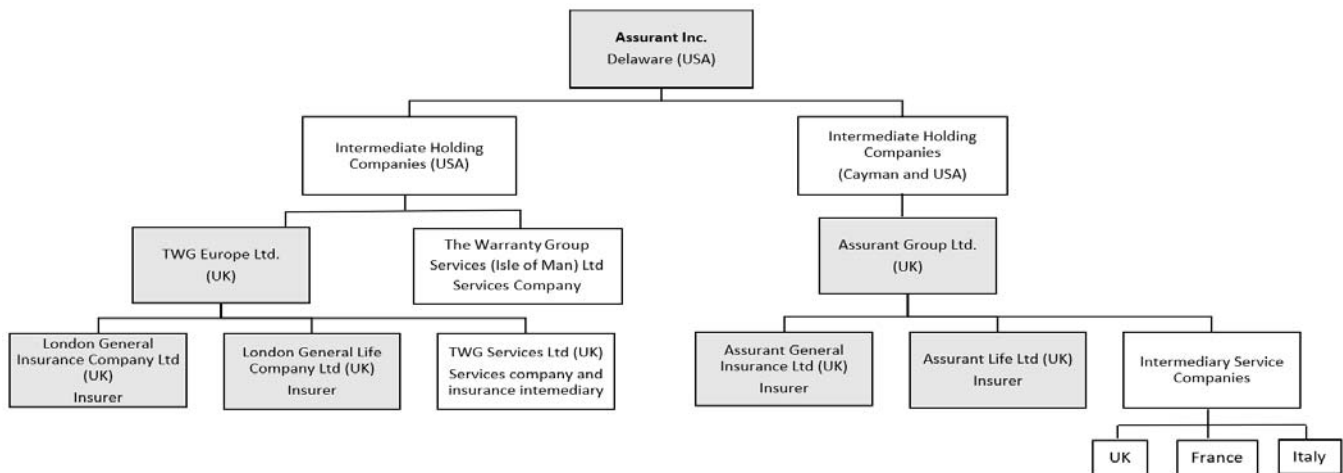 Assurant Inc.
Delaware (USA)
Intermediate Holding
Companies (USA)
Intermediate Holding
Companies
(Cayman and USA)
TWG Europe Ltd.
(UK)
The Warranty Group
Services (Isle of Man) Ltd
Services Company
Assurant Group Ltd.
(UK)
London General
Insurance Company Ltd
(UK)
Insurer
London General Life
Company Ltd (UK)
Insurer
TWG Services Ltd (UK)
Services company and
insurance intemediary
Assurant General
Insurance Ltd (UK)
Insurer
Assurant Life Ltd (UK)
Insurer
Intermediary Service
Companies
UK
France
Italy